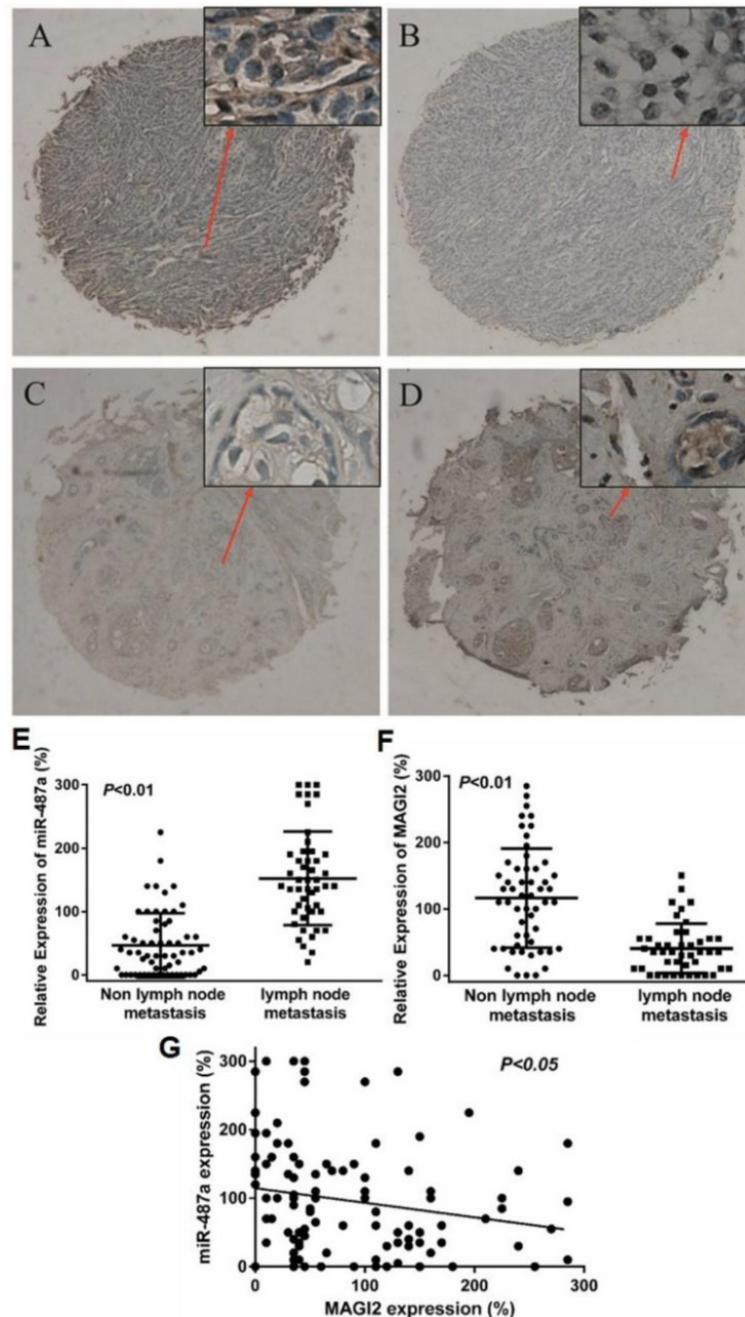 A
B
C
D
E
Relative Expression of miR-487a (%)
P<0.01
300
200
100
0
Non lymph node
metastasis
lymph node
metastasis
F
Relative Expression of MAGI2 (%)
P<0.01
300
200
100
0
Non lymph node
metastasis
lymph node
metastasis
G
miR-487a expression (%)
P<0.05
300
200
100
0
0
100
200
300
MAGI2 expression (%)